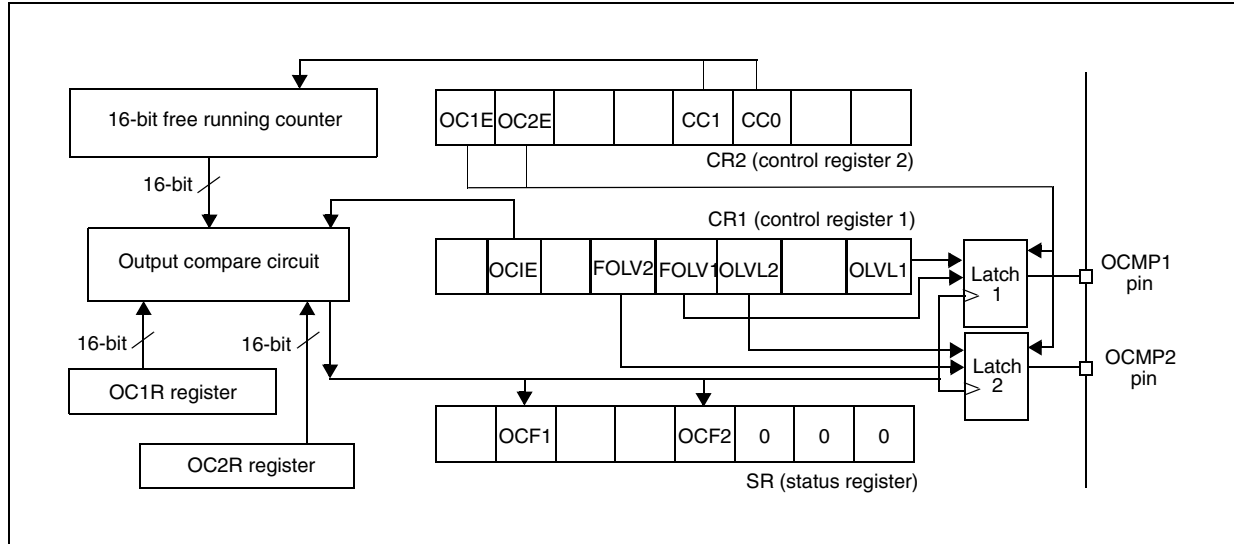 16-bit free running counter
OC1E OC2E CC1 CC0
CR2 (control register 2)
16-bit
CR1 (control register 1)
Output compare circuit
OCIE FOLV2 FOLV1 OLVL2 OLVL1
Latch
1
OCMP1
pin
16-bit
16-bit
Latch
2
OCMP2
pin
OC1R register
OCF1 OCF2 0 0 0
OC2R register
SR (status register)